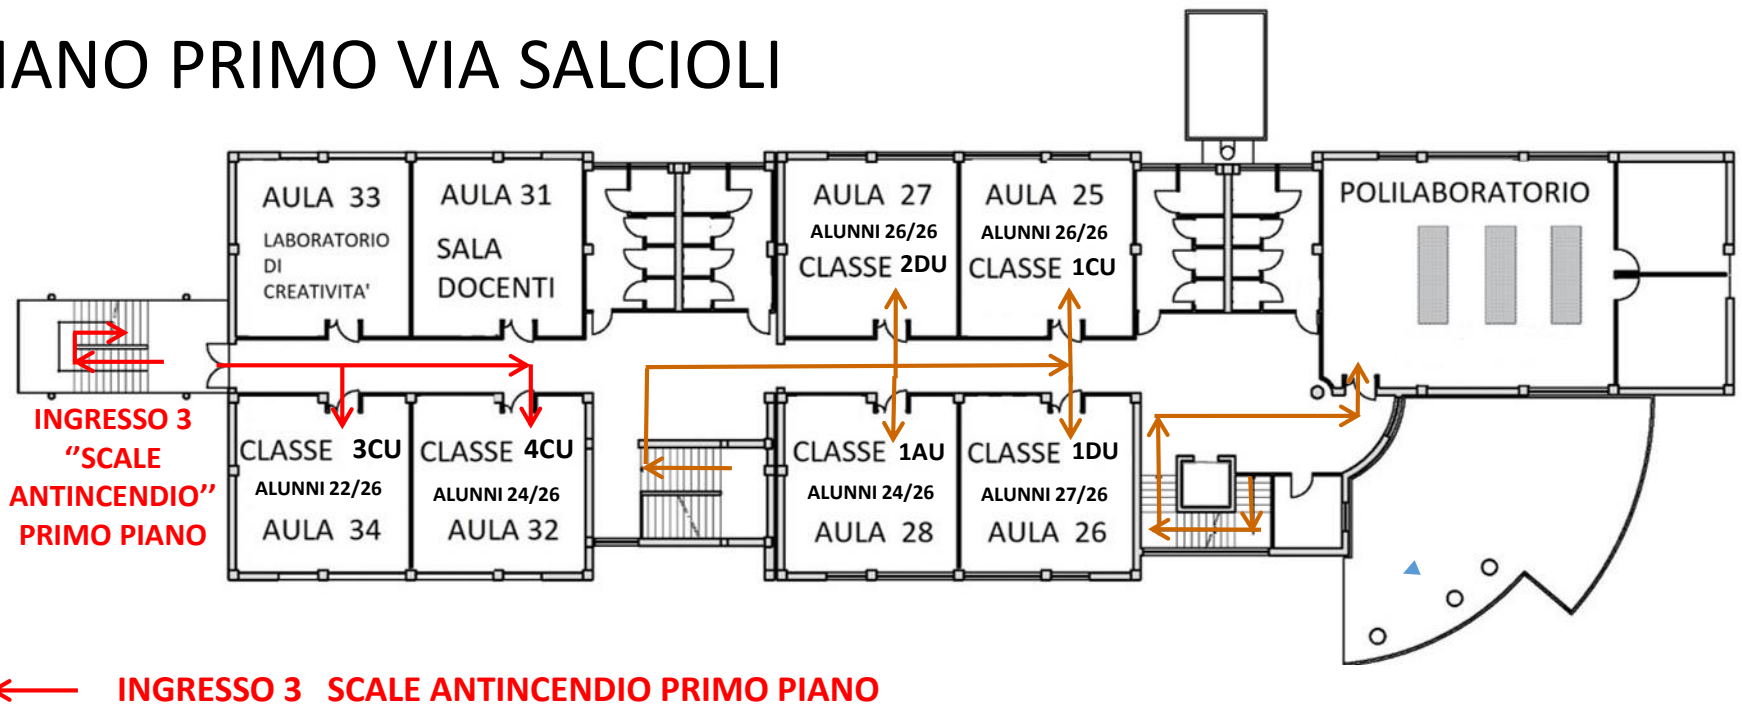 IANO PRIMO VIA SALCIOLI
AULA 33
LABORATORIO
DI
CREATIVITA'
AULA 31
SALA
DOCENTI
AULA 27
ALUNNI 26/26
CLASSE 2DU
AULA 25
ALUNNI 26/26
CLASSE 1CU
POLILABORATORIO
INGRESSO 3
‘’SCALE
ANTINCENDIO’’
PRIMO PIANO
CLASSE 3CU
ALUNNI 22/26
AULA 34
CLASSE 4CU
ALUNNI 24/26
AULA 32
CLASSE 1AU
ALUNNI 24/26
AULA 28
CLASSE 1DU
ALUNNI 27/26
AULA 26
INGRESSO 3 SCALE ANTINCENDIO PRIMO PIANO